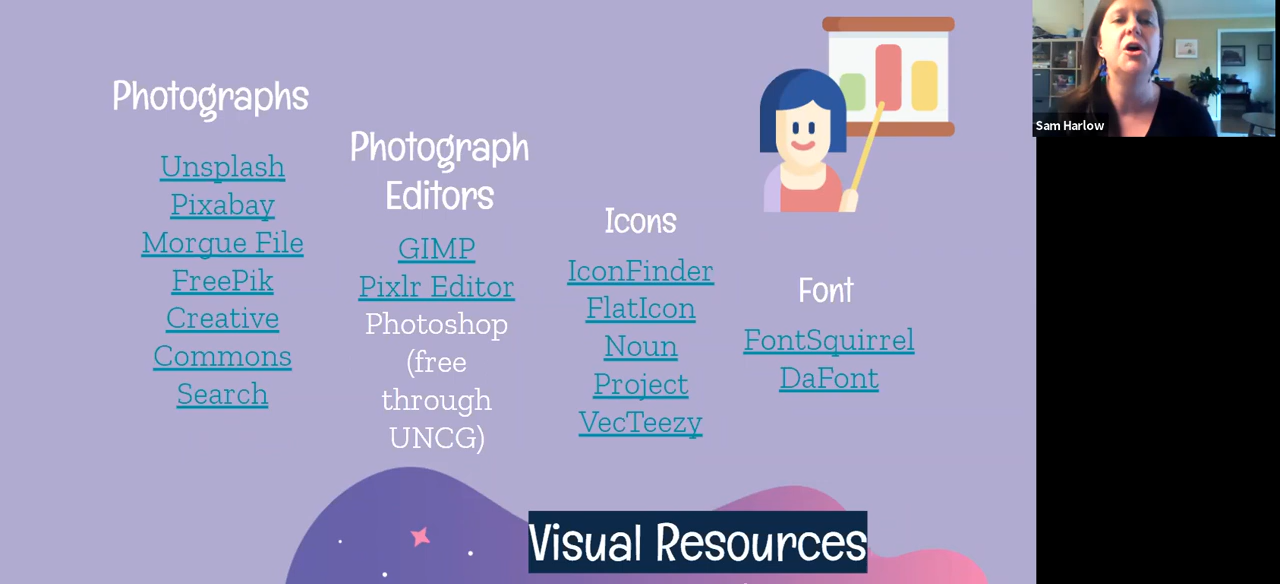 Photographs
Unsplash
Pixabay
Morgue File
FreePik
Creative
Commons
Search
Photograph
Editors
GIMP
Pixlr Editor
Photoshop
(free
through
UNCG)
Icons
IconFinder
FlatIcon
Noun
Project
VecTeezy
Font
FontSquirrel
DaFont
Visual Resources
Sam Harlow